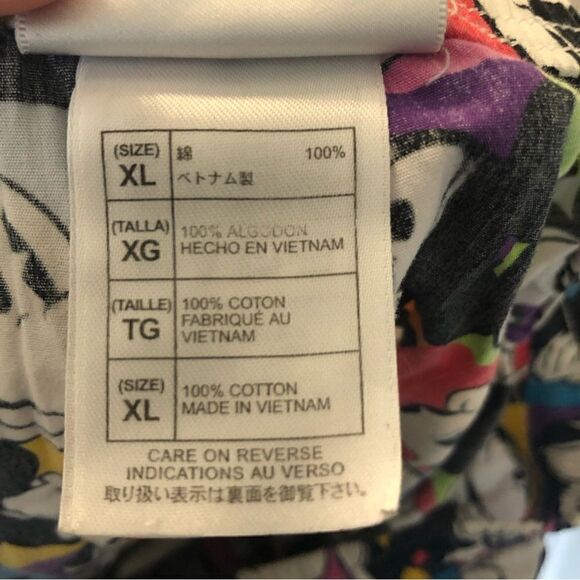 (SIZE) 綿 100%
XL ベトナム製
(TALLA) 100% ALGODON
XG HECHO EN VIETNAM
(TAILLE) 100% COTON
TG FABRIQUÉ AU
VIETNAM
(SIZE) 100% COTTON
XL MADE IN VIETNAM
CARE ON REVERSE
INDICATIONS AU VERSO
取り扱い表示は裏面を御覧下さい。